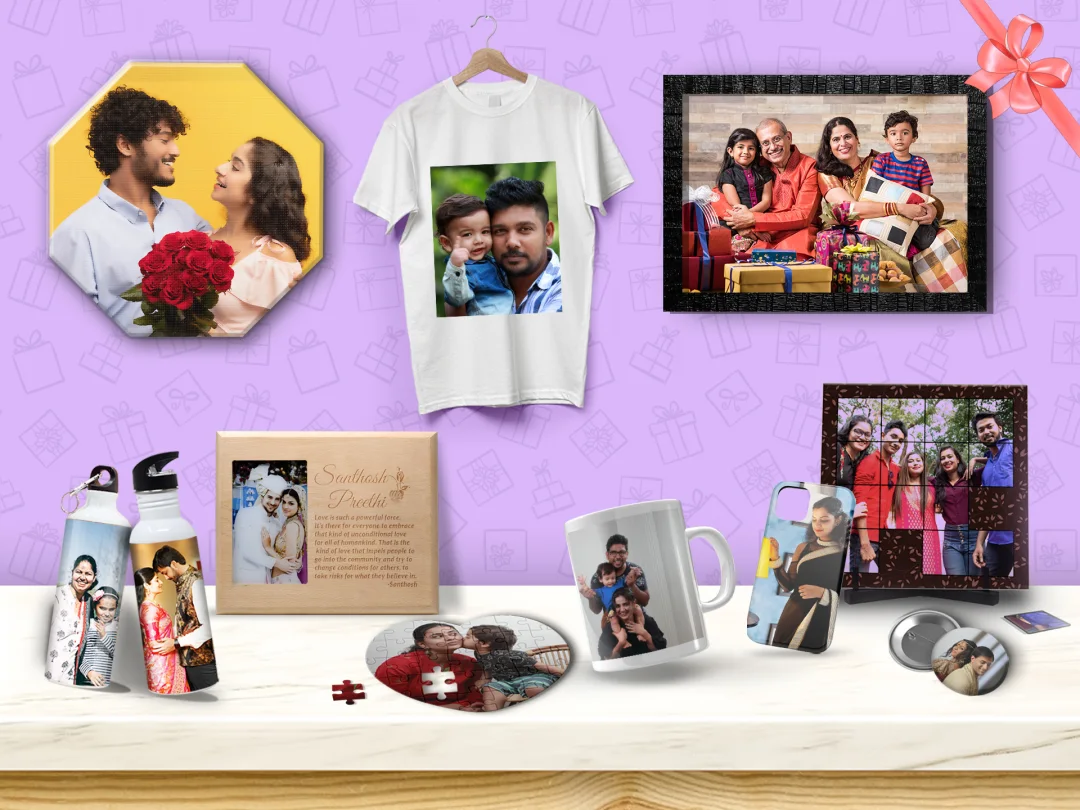 Santhosh
Preethi
Love is such a powerful force.
It's there for everyone to embrace
that kind of unconditional love
for all of humankind. That is the
kind of love that impels people to
go into the community and try to
change conditions for others, to
take risks for what they believe in.
-Santhosh